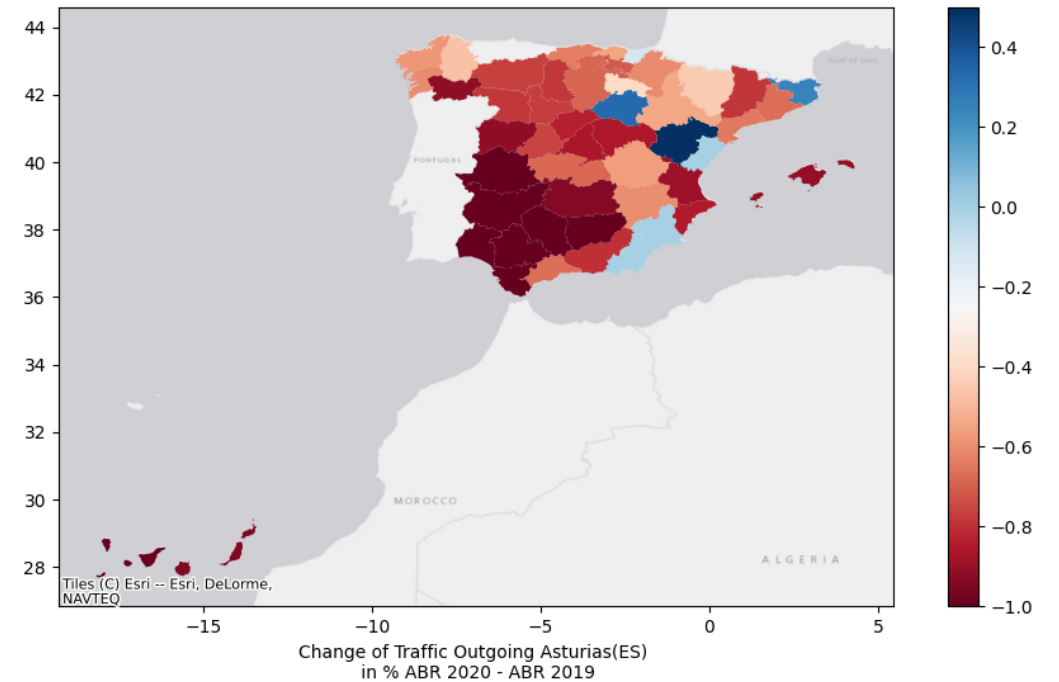 44
42
40
38
36
34
32
30
28
Gulf of Lion
PORTUGAL
MOROCCO
ALGERIA
Tiles (C) Esri -- Esri, DeLorme,
NAVTEQ
−15
−10
−5
0
5
Change of Traffic Outgoing Asturias(ES)
in % ABR 2020 - ABR 2019
0.4
0.2
0.0
−0.2
−0.4
−0.6
−0.8
−1.0